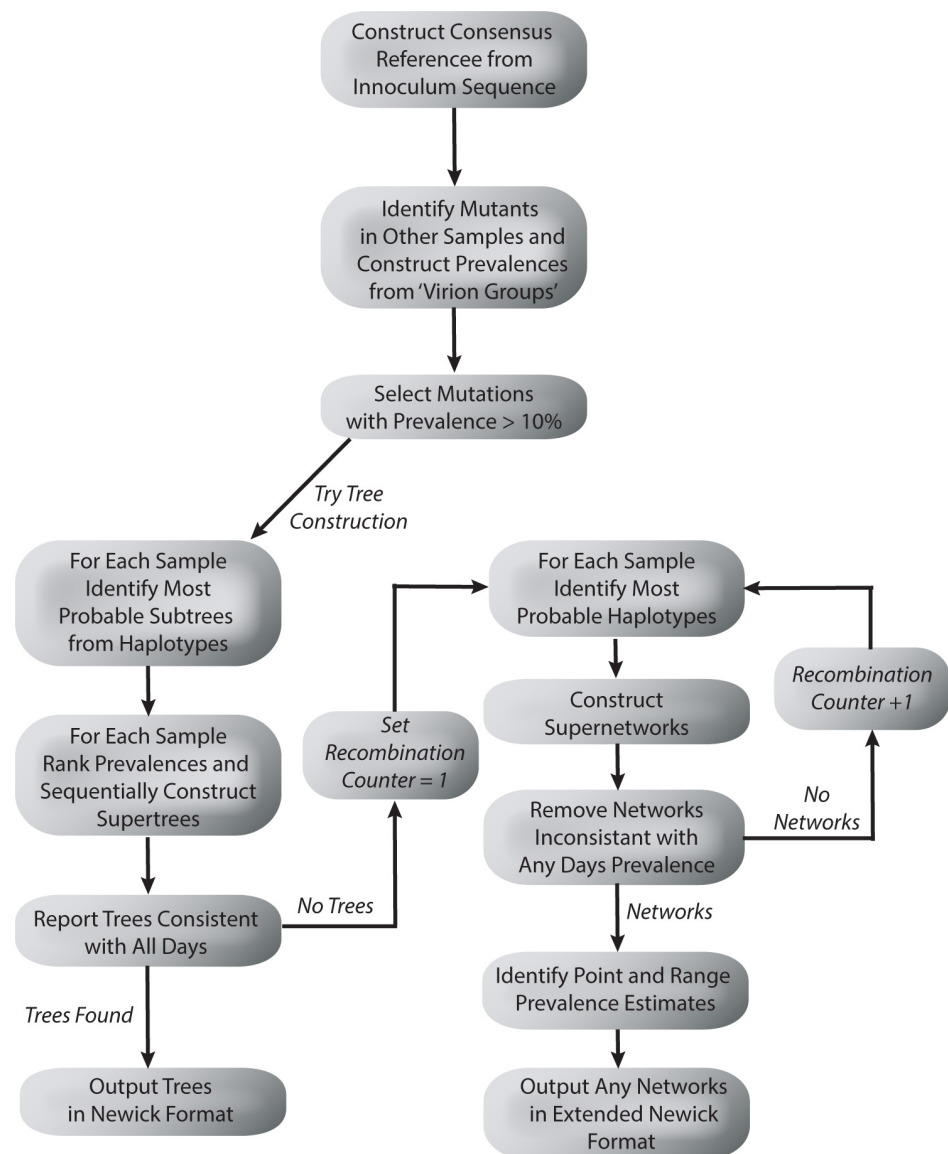 Construct Consensus
Referencee from
Innoculum Sequence
Identify Mutants
in Other Samples and
Construct Prevalences
from ‘Virion Groups’
Select Mutations
with Prevalence > 10%
Try Tree
Construction
For Each Sample
Identify Most
Probable Subtrees
from Haplotypes
For Each Sample
Rank Prevalences and
Sequentially Construct
Supertrees
Report Trees Consistent
with All Days
No Trees
Trees Found
Output Trees
in Newick Format
Set
Recombination
Counter = 1
For Each Sample
Identify Most
Probable Haplotypes
Construct
Supernetworks
Remove Networks
Inconsistant with
Any Days Prevalence
No
Networks
Recombination
Counter +1
Networks
Identify Point and Range
Prevalence Estimates
Output Any Networks
in Extended Newick
Format